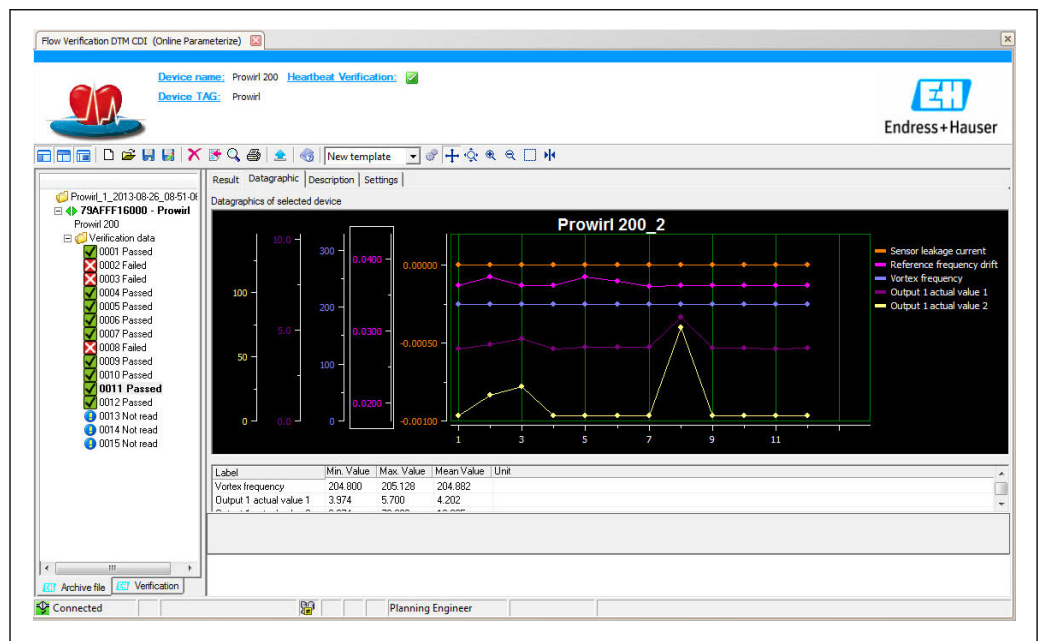 Flow Verification DTM CDI (Online Parameterize)
Device name: Prowirl 200 Heartbeat Verification:
Device TAG: Prowirl
EH
Endress+Hauser
New template
Prowirl_1_2013-08-26_08-51-0
79AFFF16000 - Prowirl
Prowirl 200
Verification data
0001 Passed
0002 Failed
0003 Failed
0004 Passed
0005 Passed
0006 Passed
0007 Passed
0008 Failed
0009 Passed
0010 Passed
0011 Passed
0012 Passed
0013 Not read
0014 Not read
0015 Not read
Archive file Verification
Result Datagraphic Description Settings
Datagraphics of selected device
Prowirl 200_2
100
50
0
10.0
5.0
0.0
300
200
100
0
0.0400
0.0300
0.0200
0.00000
-0.00050
-0.00100
1 3 5 7 9 11
Sensor leakage current
Reference frequency drift
Vortex frequency
Output 1 actual value 1
Output 1 actual value 2
Label Min. Value Max. Value Mean Value Unit
Vortex frequency 204.800 205.128 204.882
Output 1 actual value 1 3.974 5.700 4.202
Connected Planning Engineer